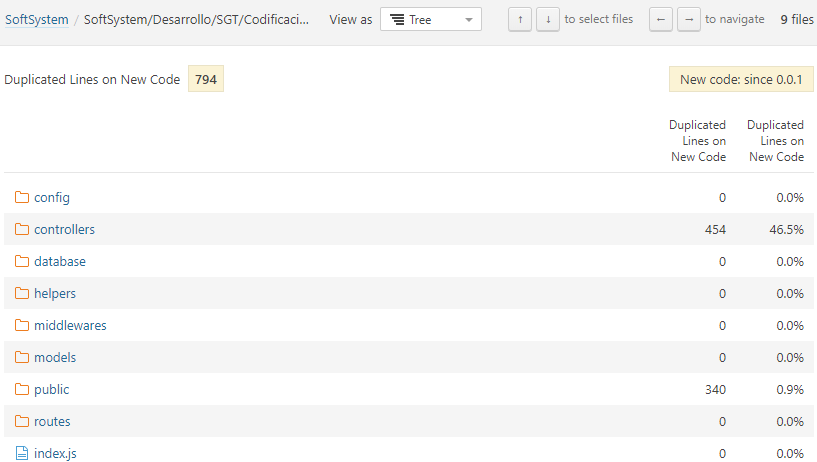 SoftSystem / SoftSystem/Desarrollo/SGT/Codificaci... View as Tree ↑ ↓ to select files ← → to navigate 9 files
Duplicated Lines on New Code 794 New code: since 0.0.1
Duplicated Duplicated
Lines on Lines on
New Code New Code
config 0 0.0%
controllers 454 46.5%
database 0 0.0%
helpers 0 0.0%
middlewares 0 0.0%
models 0 0.0%
public 340 0.9%
routes 0 0.0%
index.js 0 0.0%